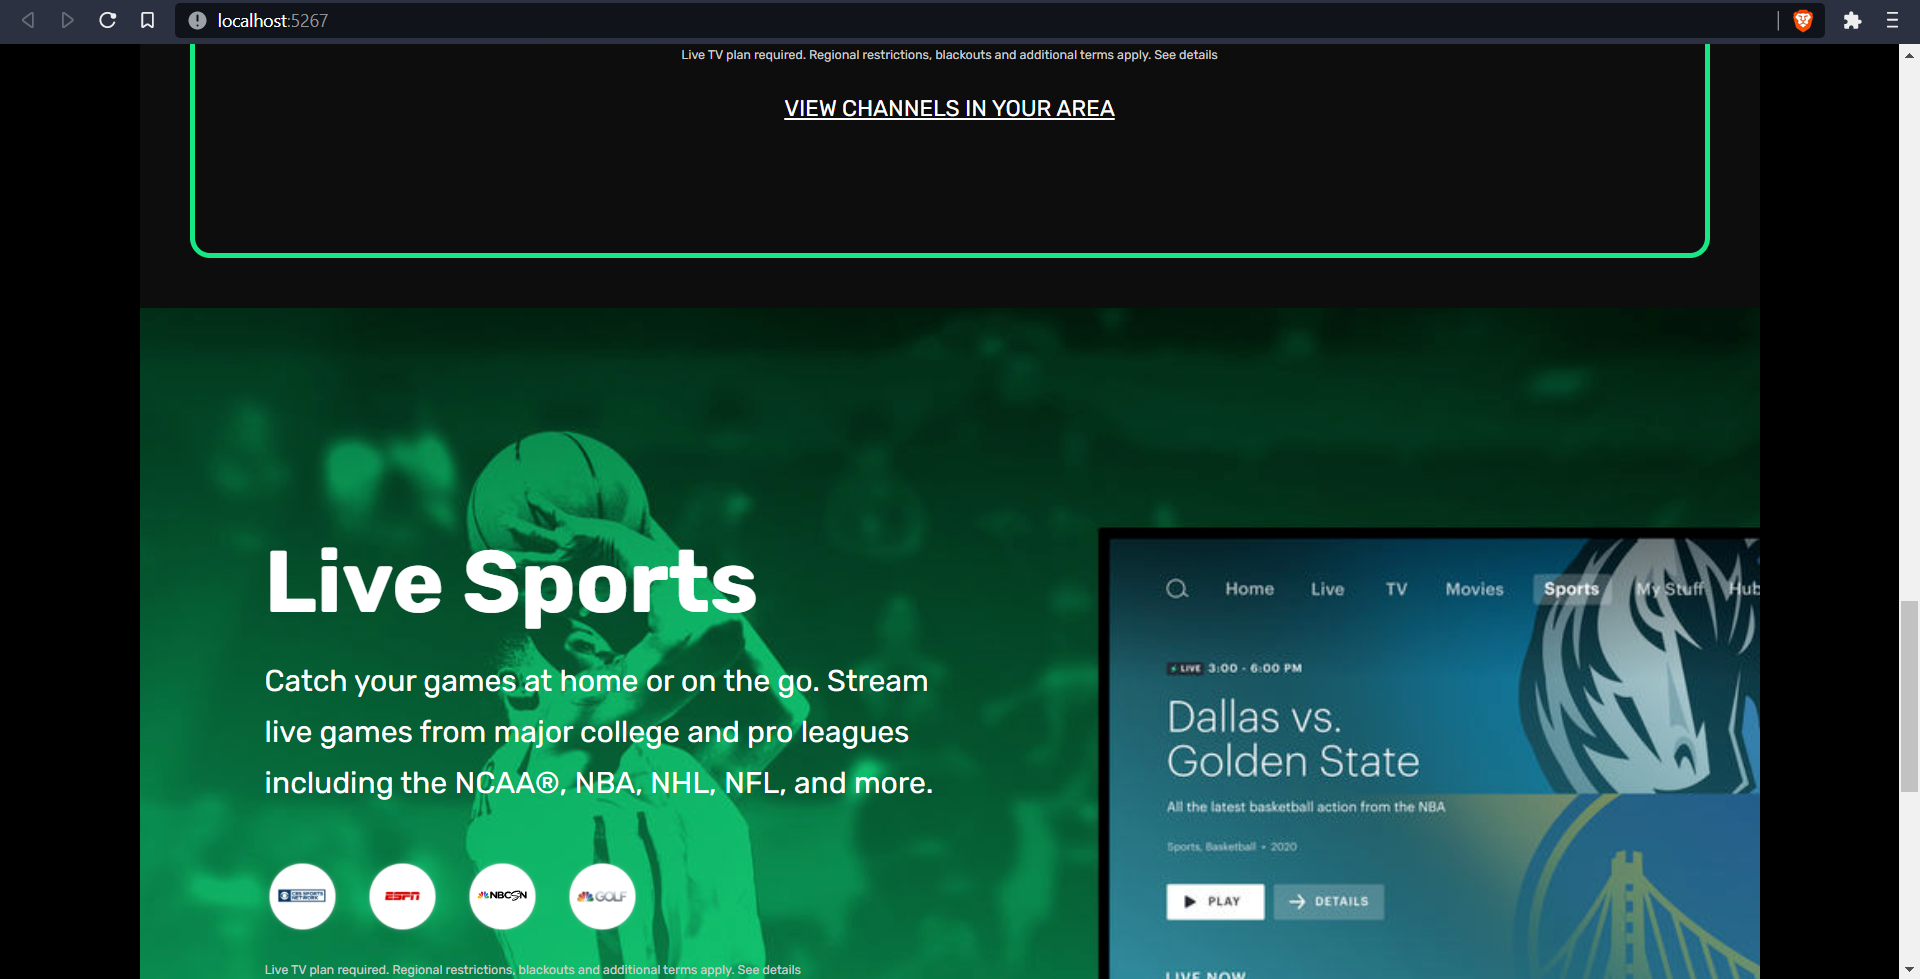 localhost:5267
Live TV plan required. Regional restrictions, blackouts and additional terms apply. See details
VIEW CHANNELS IN YOUR AREA
Live Sports
Catch your games at home or on the go. Stream
live games from major college and pro leagues
including the NCAA®, NBA, NHL, NFL, and more.
CBS SPORTS
NETWORK
ESPN
NBCSN
GOLF
Live TV plan required. Regional restrictions, blackouts and additional terms apply. See details
Home Live TV Movies Sports My Stuff Hub
LIVE 3:00 - 6:00 PM
Dallas vs.
Golden State
All the latest basketball action from the NBA
Sports, Basketball • 2020
PLAY DETAILS
LIVE NOW